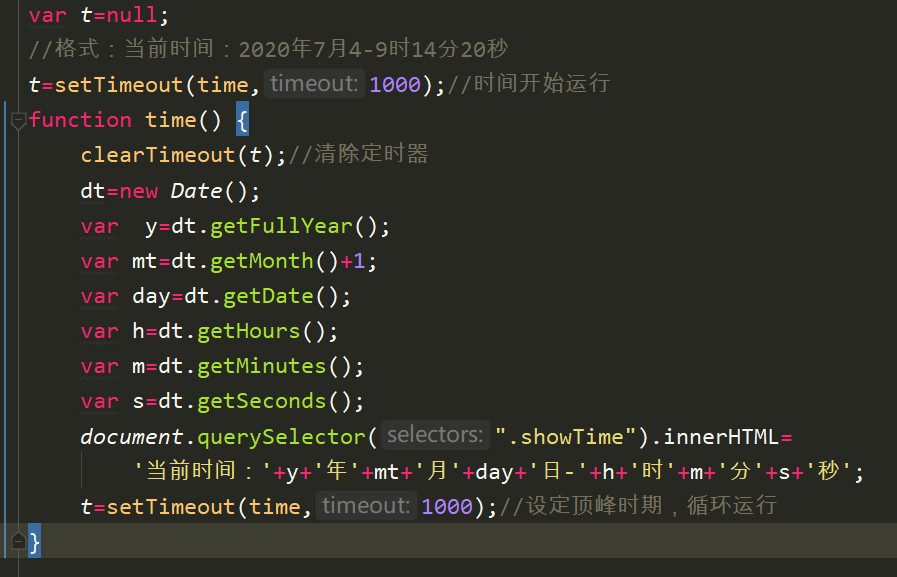 var t=null;
//格式：当前时间：2020年7月4-9时14分20秒
t=setTimeout(time, timeout: 1000);//时间开始运行
function time() {
clearTimeout(t);//清除定时器
dt=new Date();
var  y=dt.getFullYear();
var mt=dt.getMonth()+1;
var day=dt.getDate();
var h=dt.getHours();
var m=dt.getMinutes();
var s=dt.getSeconds();
document.querySelector( selectors: ".showTime").innerHTML=
'当前时间：'+y+'年'+mt+'月'+day+'日-'+h+'时'+m+'分'+s+'秒';
t=setTimeout(time, timeout: 1000);//设定顶峰时期，循环运行
}